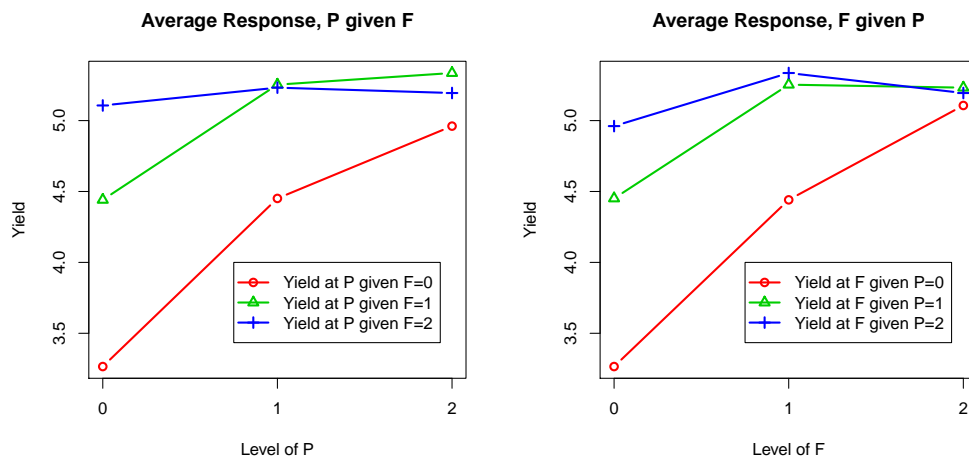 Average Response, P given F
Yield
5.0
4.5
4.0
3.5
Yield at P given F=0
Yield at P given F=1
Yield at P given F=2
0 1 2
Level of P
Average Response, F given P
Yield
5.0
4.5
4.0
3.5
Yield at F given P=0
Yield at F given P=1
Yield at F given P=2
0 1 2
Level of F